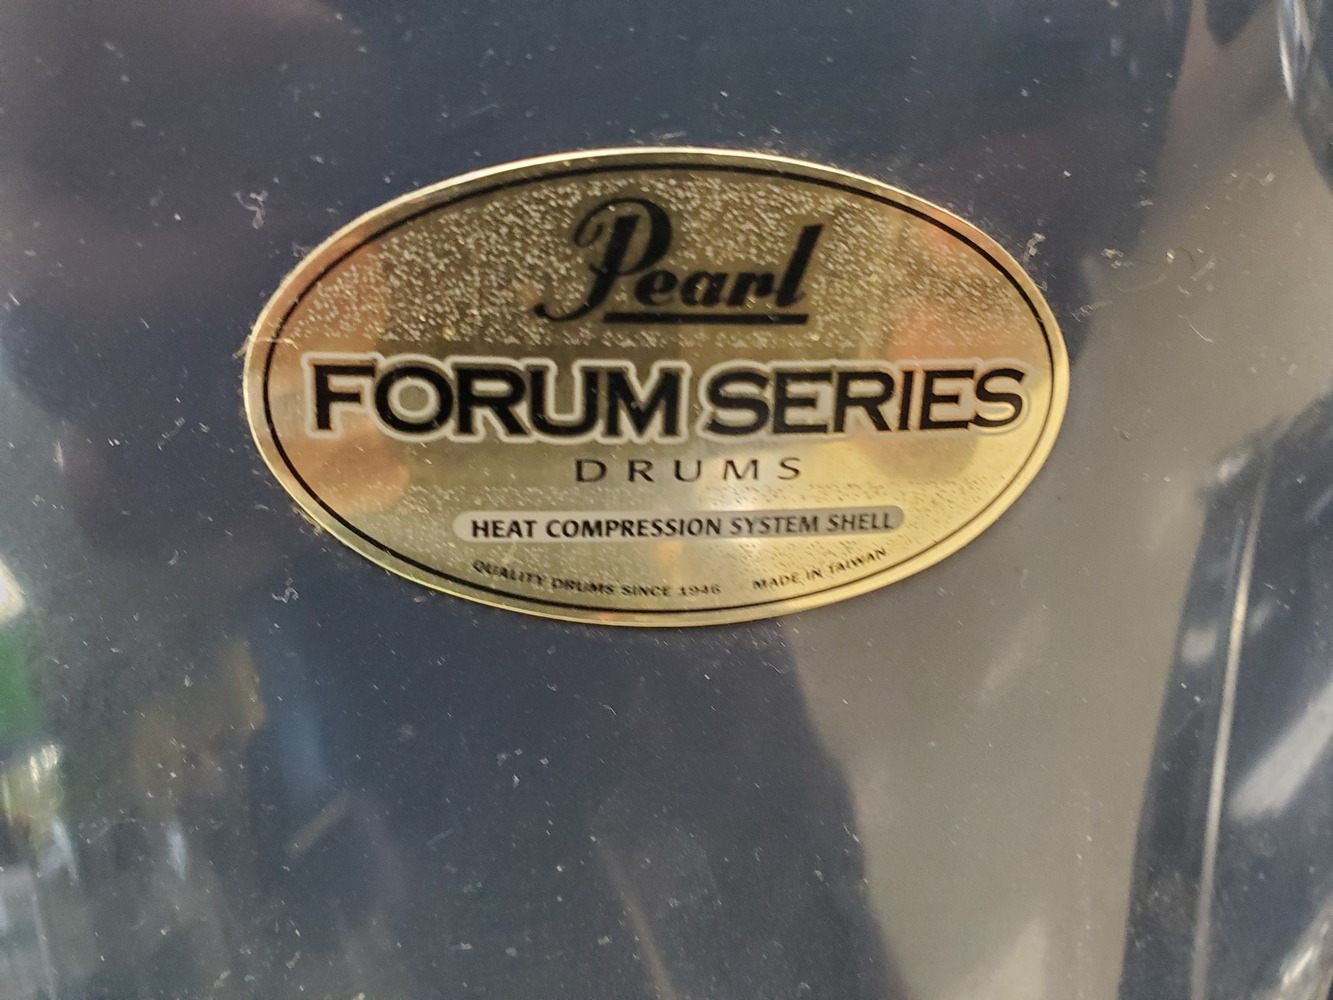 Pearl
FORUM SERIES
DRUMS
HEAT COMPRESSION SYSTEM SHELL
QUALITY DRUMS SINCE 1946 MADE IN TAIWAN